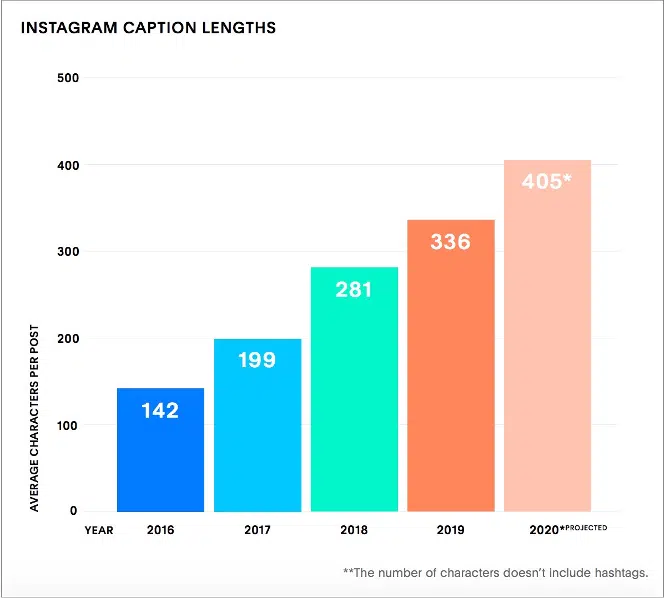 INSTAGRAM CAPTION LENGTHS
500
400
300
200
100
0
AVERAGE CHARACTERS PER POST
142
199
281
336
405*
YEAR 2016 2017 2018 2019 2020*PROJECTED
**The number of characters doesn't include hashtags.